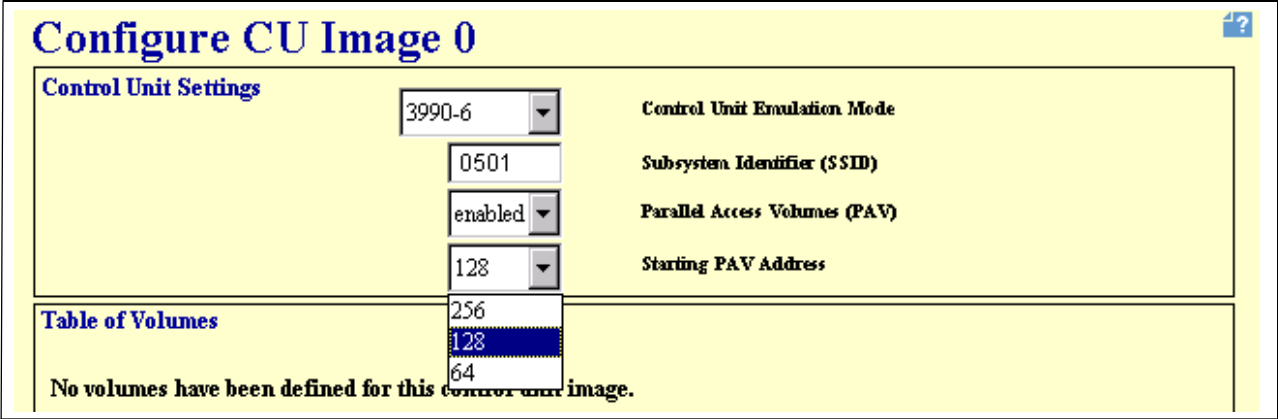 Configure CU Image 0
?
Control Unit Settings
3990-6 Control Unit Emulation Mode
0501 Subsystem Identifier (SSID)
enabled Parallel Access Volumes (PAV)
128 Starting PAV Address
256
Table of Volumes
128
64
No volumes have been defined for this control unit image.